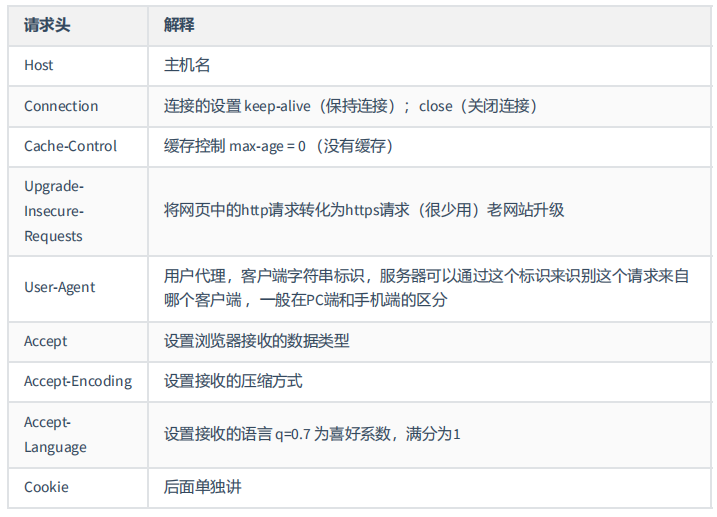 请求头 解释
Host 主机名
Connection 连接的设置 keep-alive（保持连接）；close（关闭连接）
Cache-Control 缓存控制 max-age = 0 （没有缓存）
Upgrade-
Insecure-
Requests
将网页中的http请求转化为https请求（很少用）老网站升级
User-Agent
用户代理，客户端字符串标识，服务器可以通过这个标识来识别这个请求来自
哪个客户端 ，一般在PC端和手机端的区分
Accept 设置浏览器接收的数据类型
Accept-Encoding 设置接收的压缩方式
Accept-
Language
设置接收的语言 q=0.7 为喜好系数，满分为1
Cookie 后面单独讲